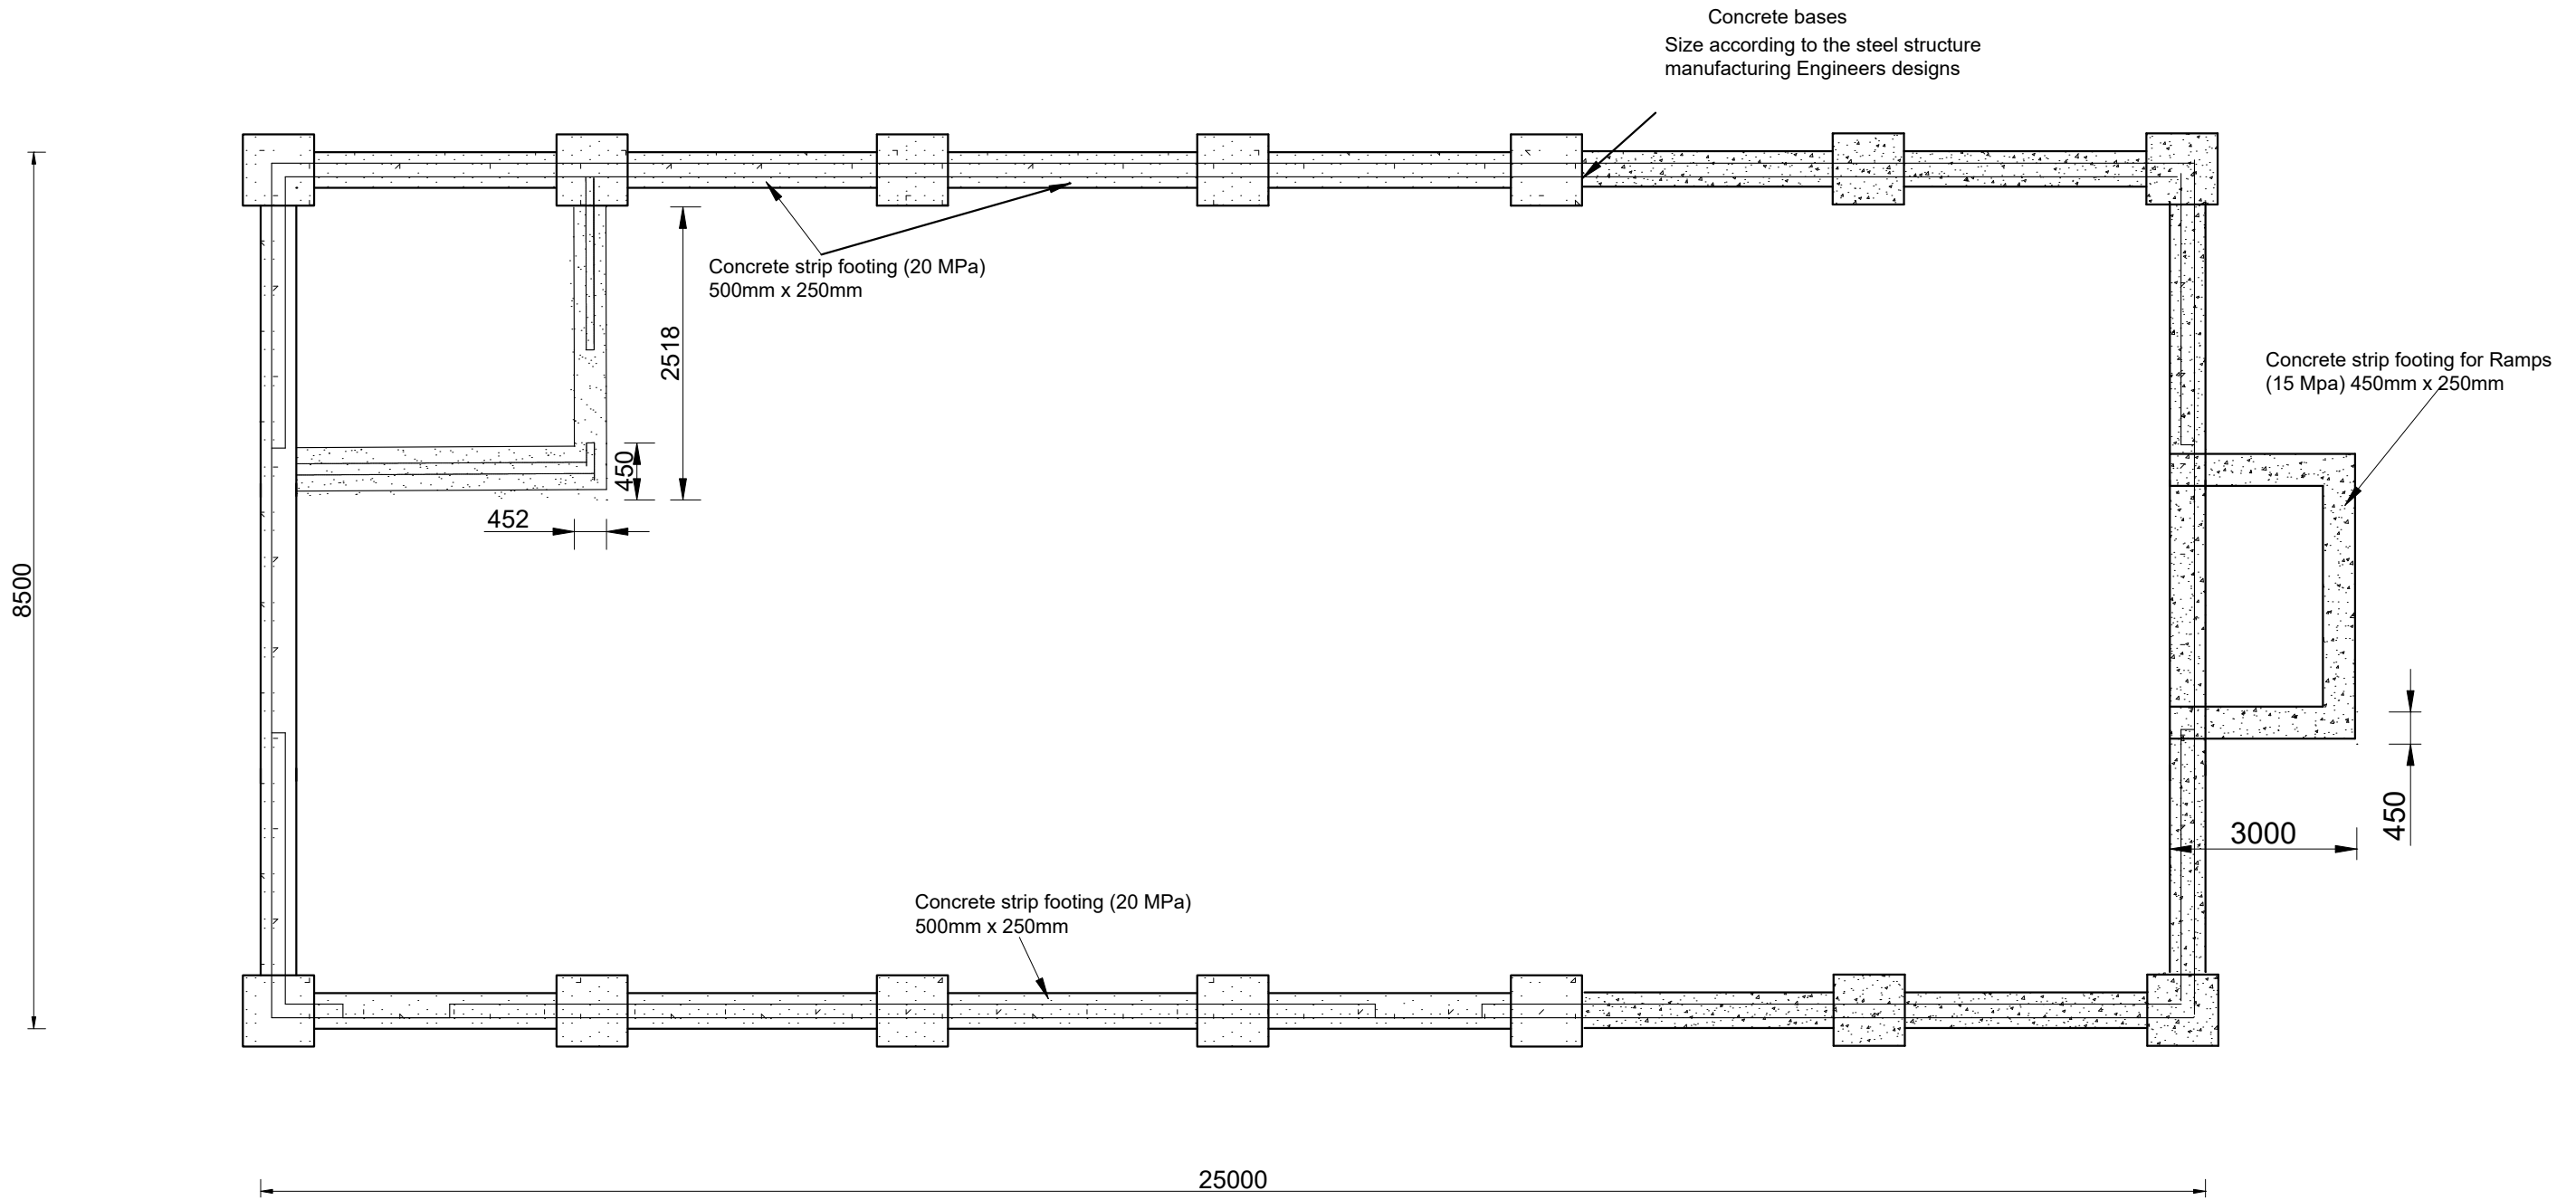 Concrete bases
Size according to the steel structure
manufacturing Engineers designs
Concrete strip footing (20 MPa)
500mm x 250mm
2518
Concrete strip footing for Ramps
(15 Mpa) 450mm x 250mm
450
452
8500
450
3000
Concrete strip footing (20 MPa)
500mm x 250mm
25000